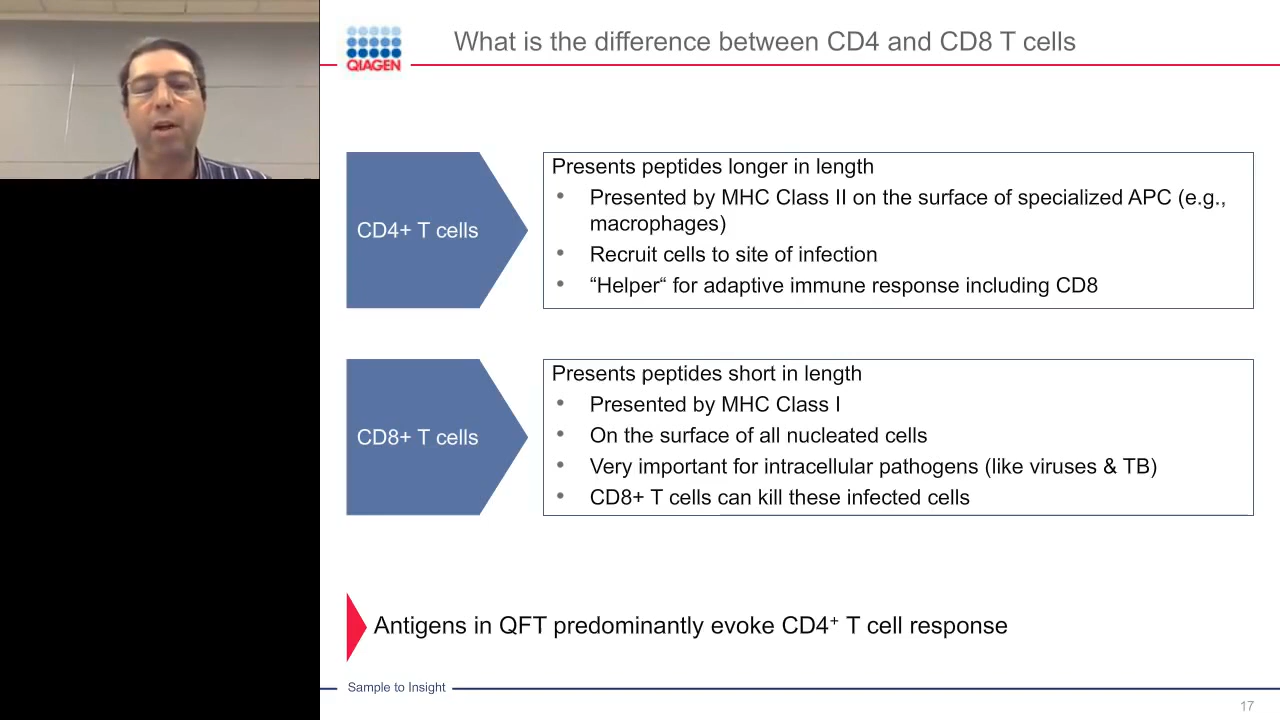 QIAGEN
What is the difference between CD4 and CD8 T cells
CD4+ T cells
Presents peptides longer in length
• Presented by MHC Class II on the surface of specialized APC (e.g.,
macrophages)
• Recruit cells to site of infection
• “Helper“ for adaptive immune response including CD8
CD8+ T cells
Presents peptides short in length
• Presented by MHC Class I
• On the surface of all nucleated cells
• Very important for intracellular pathogens (like viruses & TB)
• CD8+ T cells can kill these infected cells
Antigens in QFT predominantly evoke CD4⁺ T cell response
Sample to Insight
17